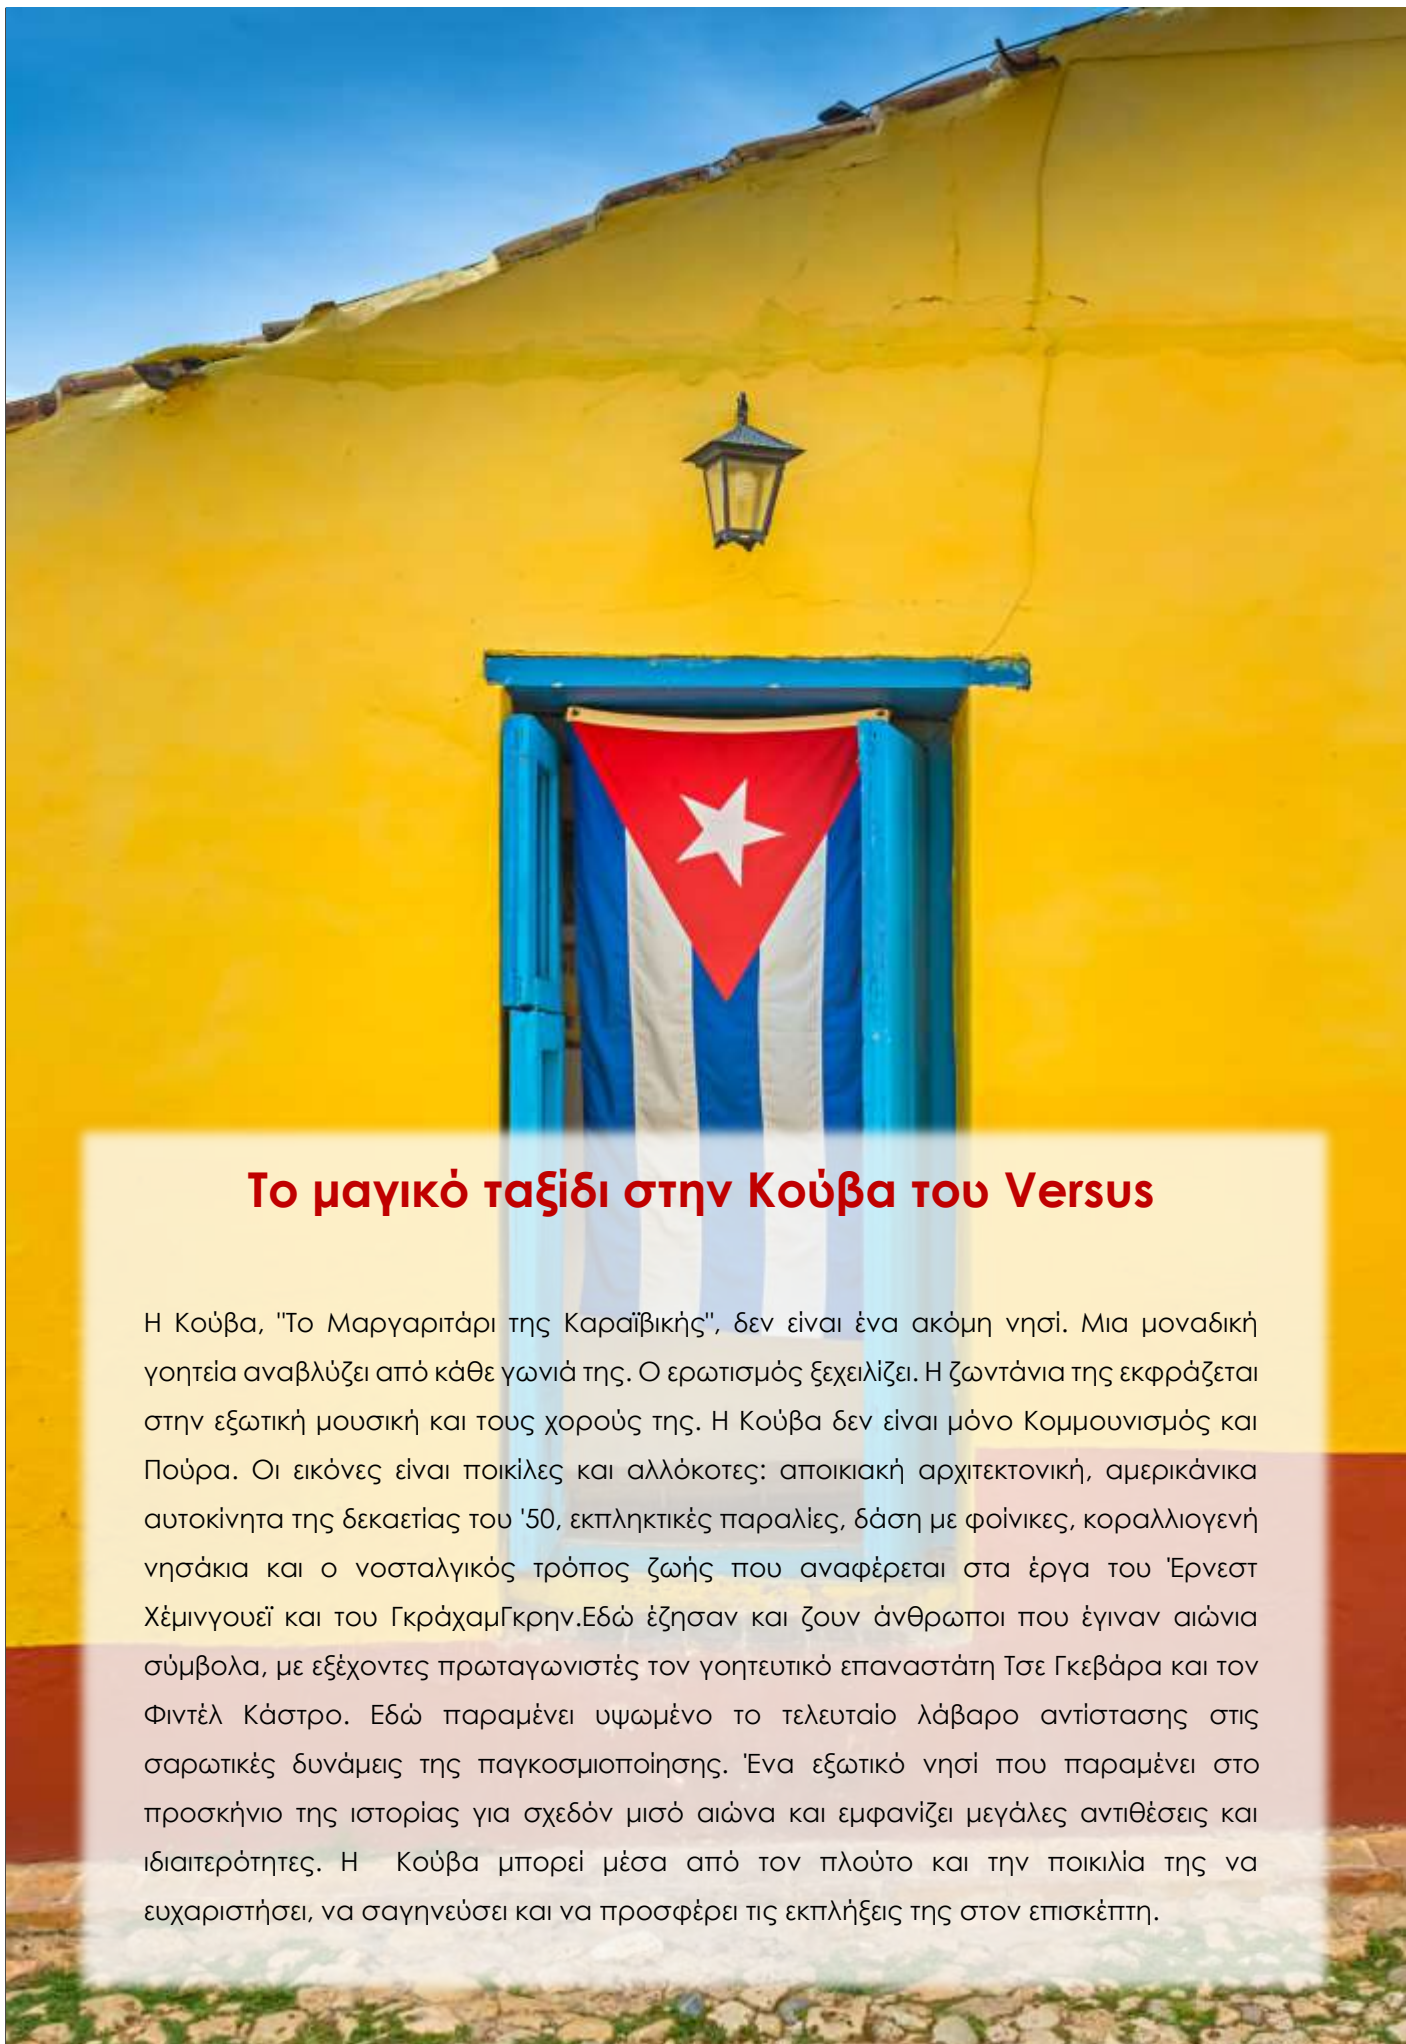 Το μαγικό ταξίδι στην Κούβα του Versus
Η Κούβα, "Το Μαργαριτάρι της Καραϊβικής", δεν είναι ένα ακόμη νησί. Μια μοναδική
γοητεία αναβλύζει από κάθε γωνιά της. Ο ερωτισμός ξεχειλίζει. Η ζωντάνια της εκφράζεται
στην εξωτική μουσική και τους χορούς της. Η Κούβα δεν είναι μόνο Κομμουνισμός και
Πούρα. Οι εικόνες είναι ποικίλες και αλλόκοτες: αποικιακή αρχιτεκτονική, αμερικάνικα
αυτοκίνητα της δεκαετίας του '50, εκπληκτικές παραλίες, δάση με φοίνικες, κοραλλιογενή
νησάκια και ο νοσταλγικός τρόπος ζωής που αναφέρεται στα έργα του Έρνεστ
Χέμινγουεϊ και του ΓκράχαμΓκρην.Εδώ έζησαν και ζουν άνθρωποι που έγιναν αιώνια
σύμβολα, με εξέχοντες πρωταγωνιστές τον γοητευτικό επαναστάτη Τσε Γκεβάρα και τον
Φιντέλ Κάστρο. Εδώ παραμένει υψωμένο το τελευταίο λάβαρο αντίστασης στις
σαρωτικές δυνάμεις της παγκοσμιοποίησης. Ένα εξωτικό νησί που παραμένει στο
προσκήνιο της ιστορίας για σχεδόν μισό αιώνα και εμφανίζει μεγάλες αντιθέσεις και
ιδιαιτερότητες. Η Κούβα μπορεί μέσα από τον πλούτο και την ποικιλία της να
ευχαριστήσει, να σαγηνεύσει και να προσφέρει τις εκπλήξεις της στον επισκέπτη.